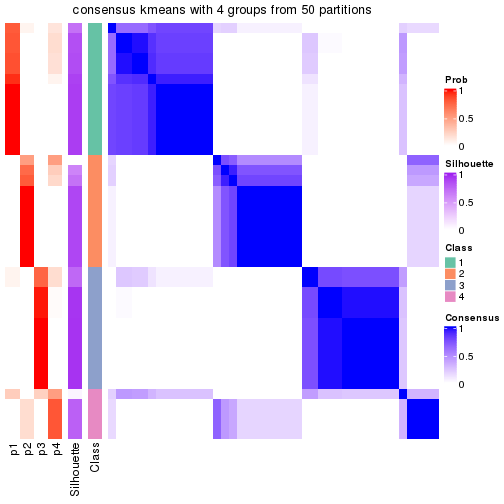 consensus kmeans with 4 groups from 50 partitions
Prob
1
0.5
0
Silhouette
1
0.5
0
Class
1
2
3
4
Consensus
1
0.5
0
p1
p2
p3
p4
Silhouette
Class